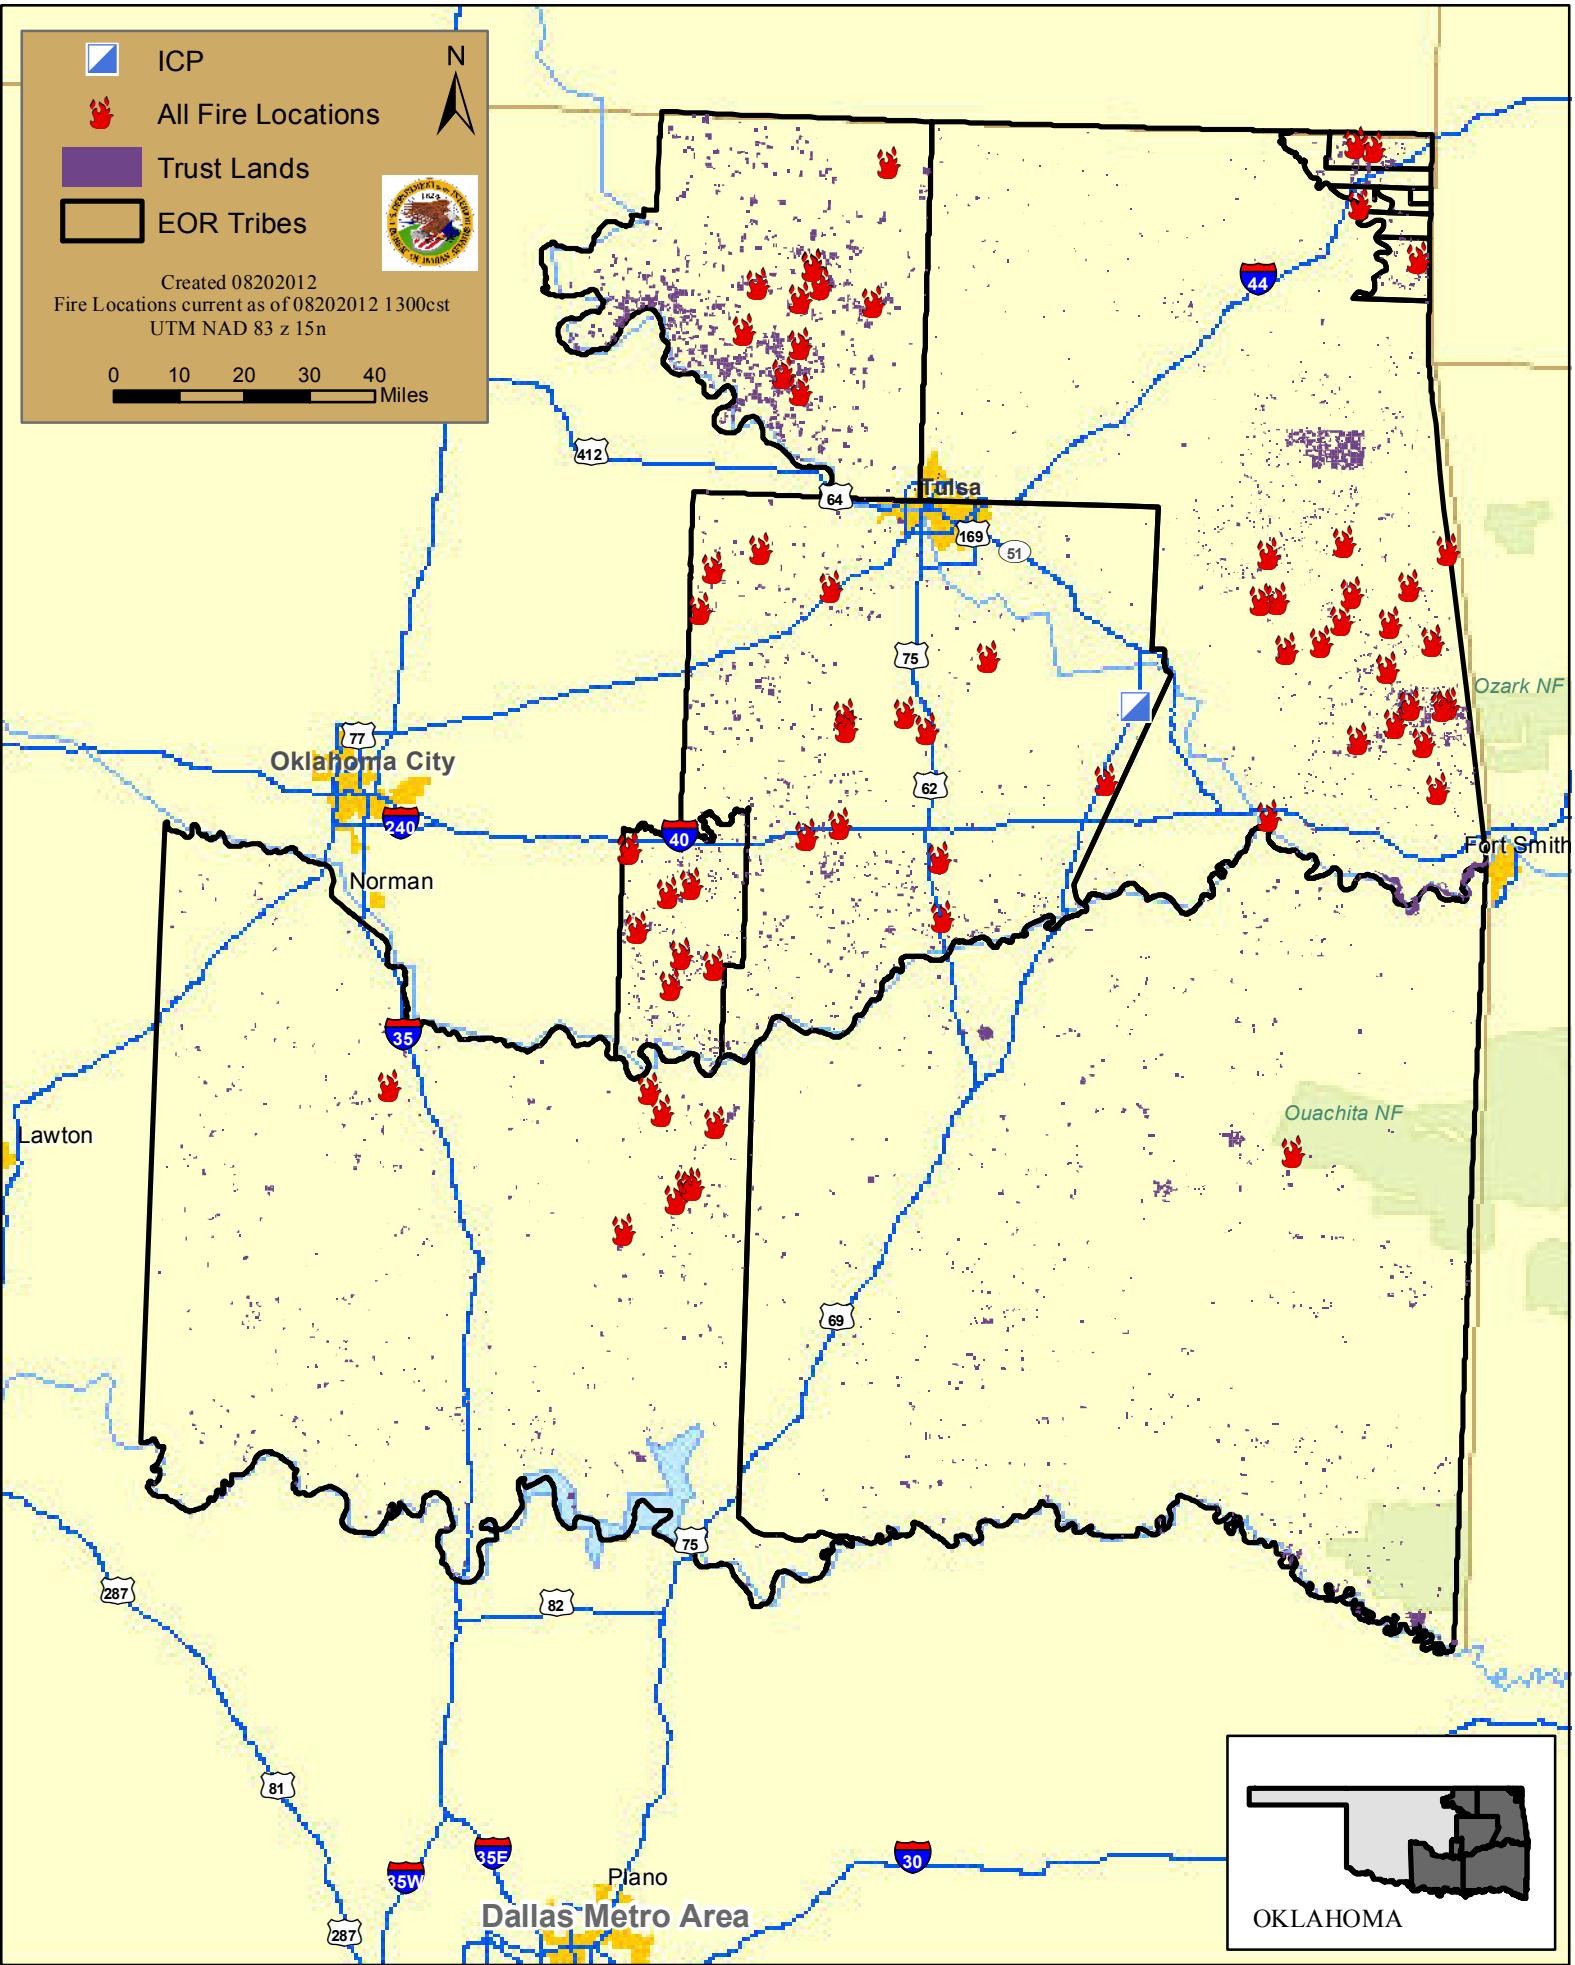 ICP
N
All Fire Locations
Trust Lands
EOR Tribes
Created 08202012
Fire Locations current as of 08202012 1300cst
UTM NAD 83 z 15n
0 10 20 30 40
Miles
44
412
64
Tulsa
169
51
75
Ozark NF
77
Oklahoma City
62
240
40
Fort Smith
Norman
35
Ouachita NF
Lawton
69
75
287
82
81
35E
30
35W
Plano
Dallas Metro Area
287
OKLAHOMA